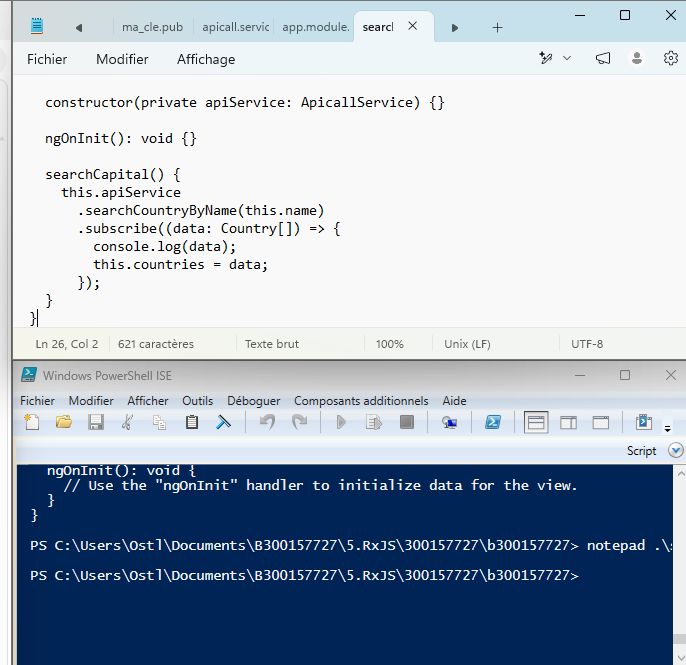 ma_cle.pub apicall.servic app.module. searcl
Fichier Modifier Affichage
constructor(private apiService: ApicallService) {}
ngOnInit(): void {}
searchCapital() {
this.apiService
.searchCountryByName(this.name)
.subscribe((data: Country[]) => {
console.log(data);
this.countries = data;
});
}
}
Ln 26, Col 2 621 caractères Texte brut 100% Unix (LF) UTF-8
Windows PowerShell ISE
Fichier Modifier Afficher Outils Déboguer Composants additionnels Aide
Script
ngOnInit(): void {
// Use the "ngOnInit" handler to initialize data for the view.
}
}
PS C:\Users\Ostl\Documents\B300157727\5.RxJS\300157727\b300157727> notepad .\
PS C:\Users\Ostl\Documents\B300157727\5.RxJS\300157727\b300157727>